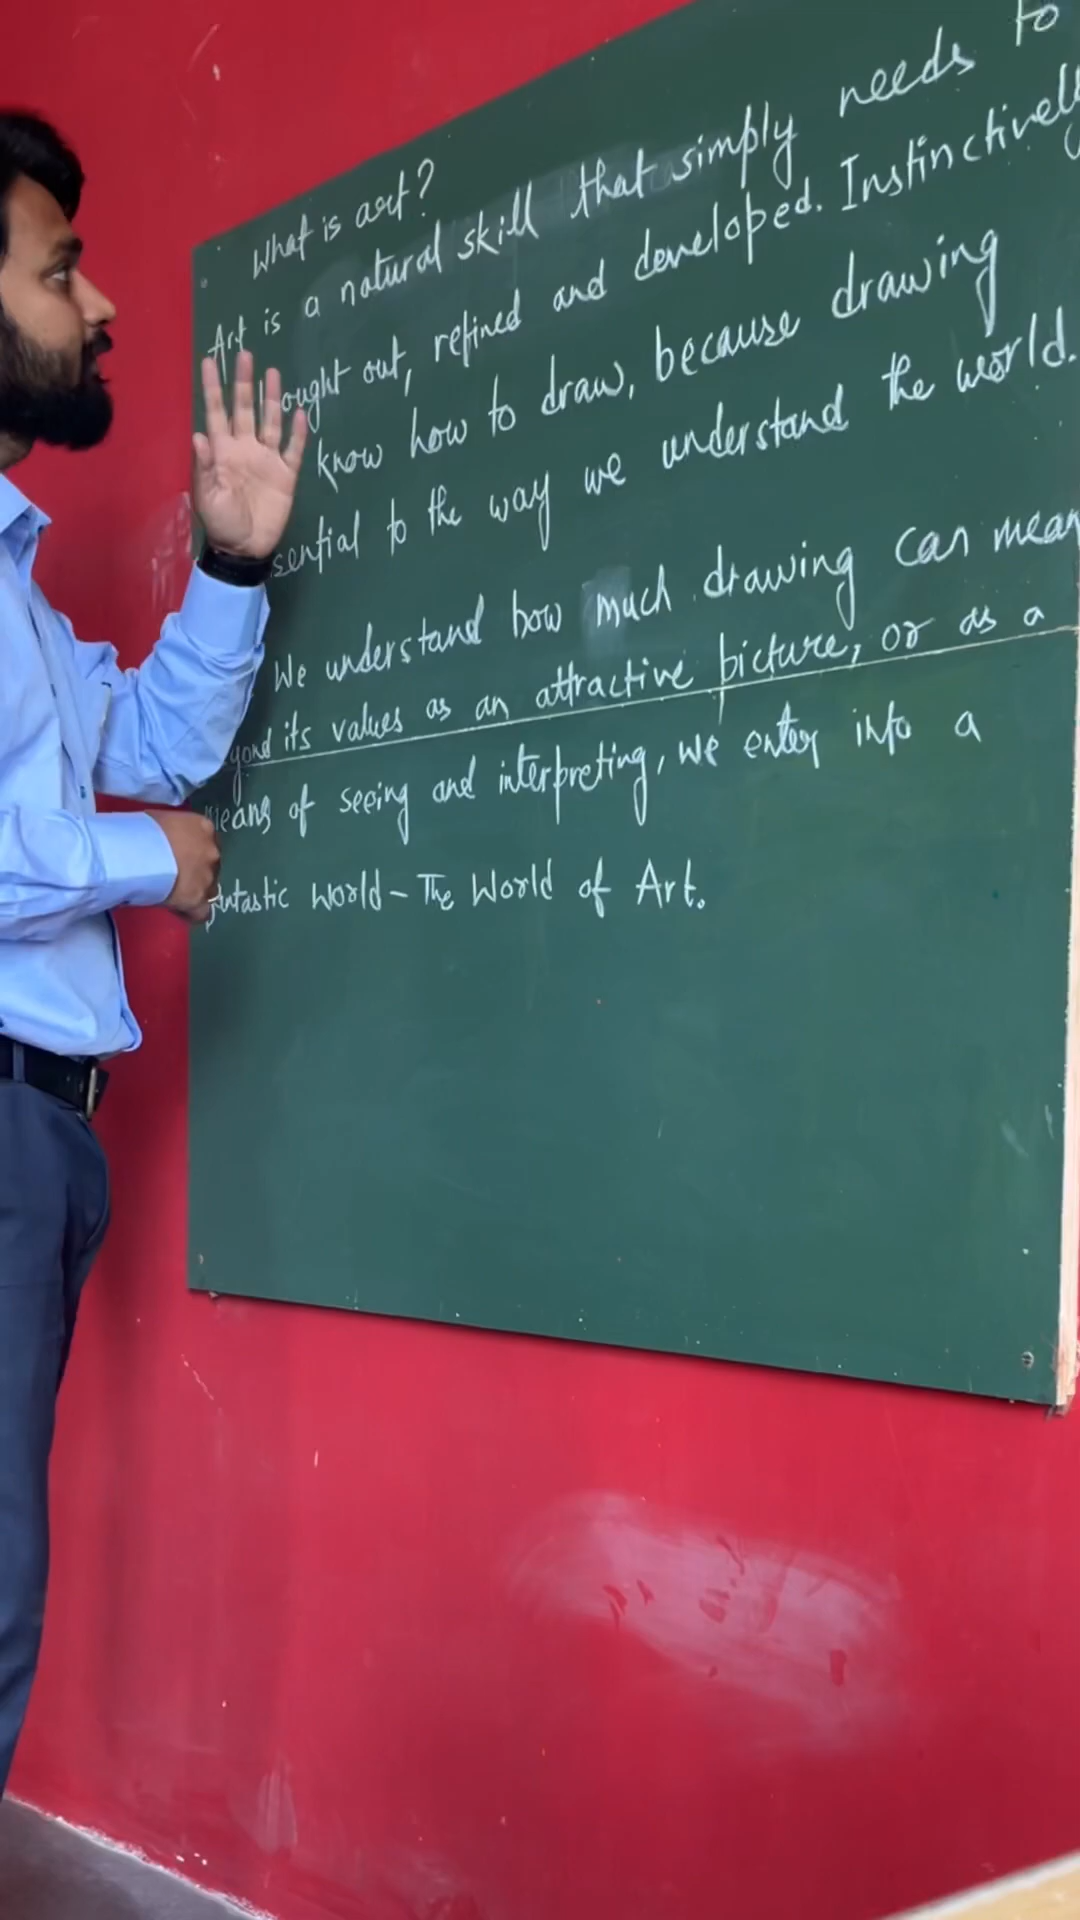 What is art?
Art is a natural skill that simply needs to
ought out, refined and developed. Instinctively
know how to draw, because drawing
sential to the way we understand the world.
We understand how much drawing can mean
yond its values as an attractive picture, or as a
means of seeing and interpreting, we enter into a
fantastic World - The World of Art.